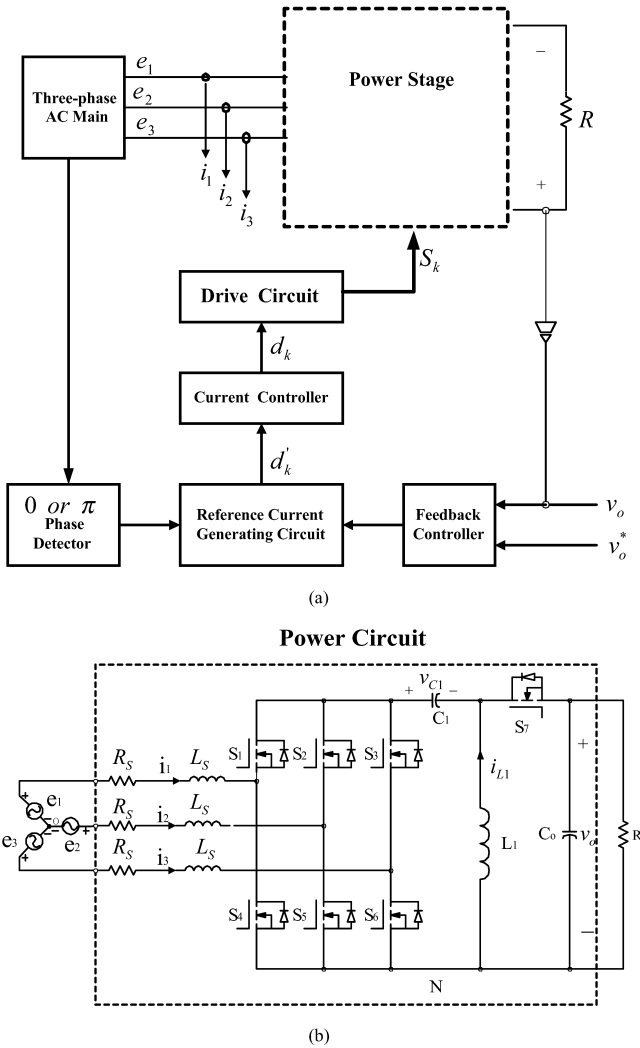 e1
e2
e3
Three-phase
AC Main
Power Stage
−
R
+
i1
i2
i3
Sk
Drive Circuit
dk
Current Controller
d'k
0 or π
Phase
Detector
Reference Current
Generating Circuit
Feedback
Controller
vo
vo*
(a)
Power Circuit
+ vC1 −
C1
S7
RS i1 LS
S1 S2 S3
+
iL1
e1
RS i2 LS
e3 e2
L1
Co vo
R
RS i3 LS
S4 S5 S6
−
N
(b)